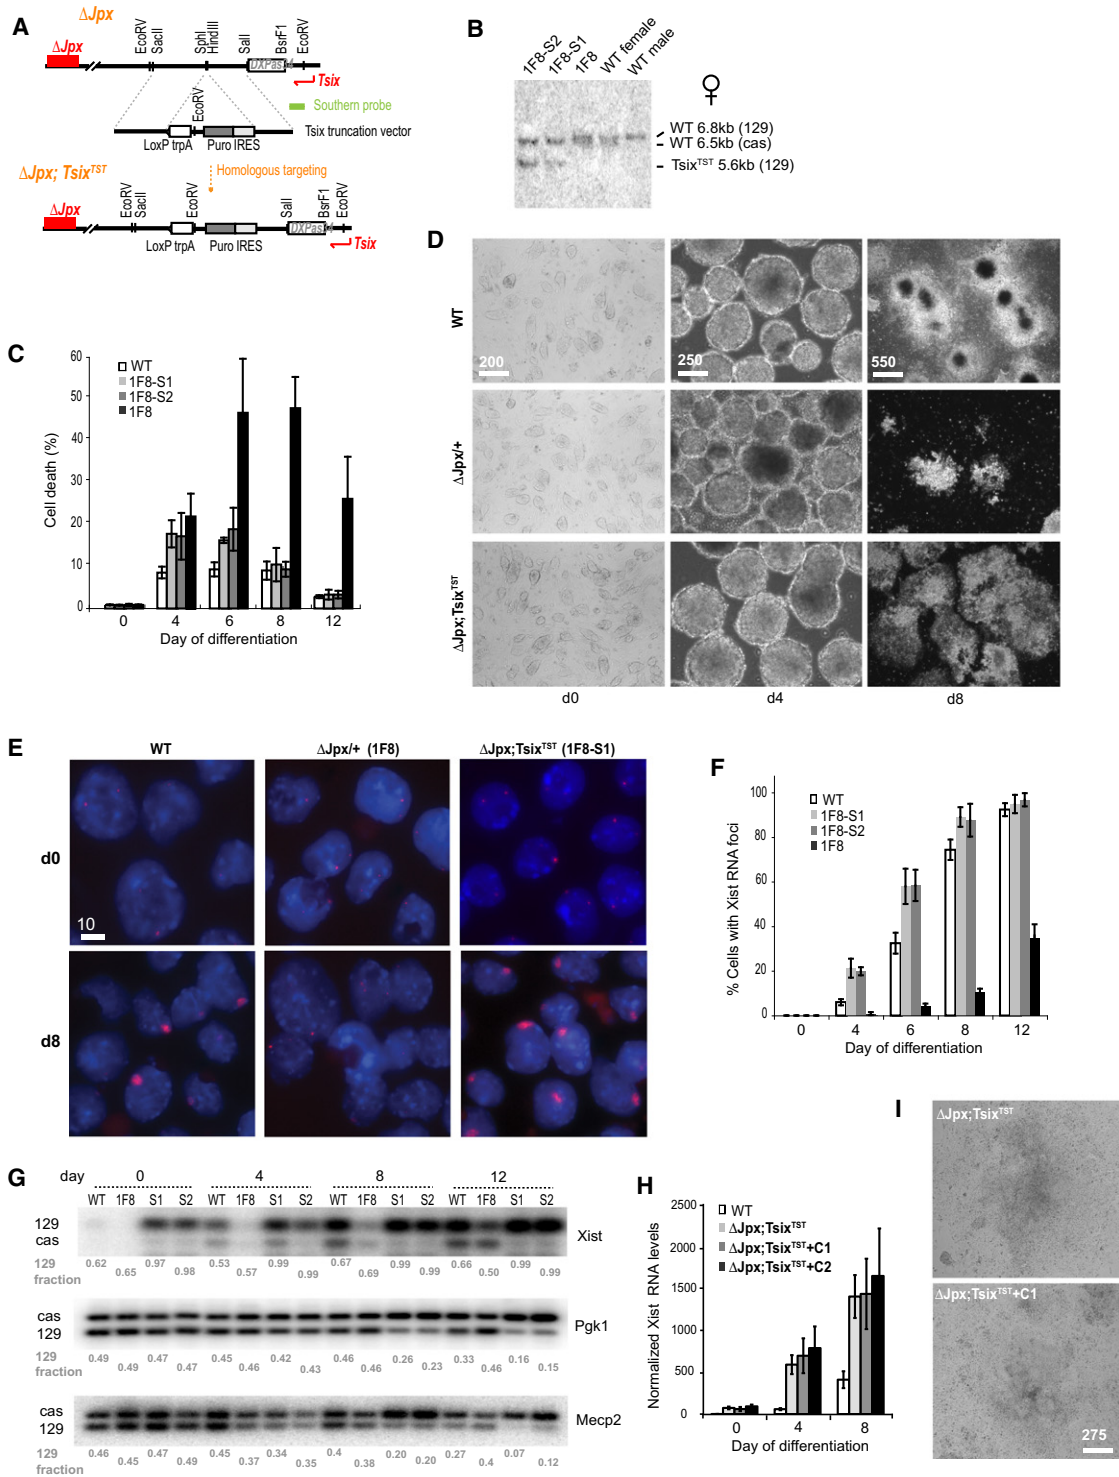 A
ΔJpx
EcoRV
SacII
SphI
HindIII
SalI
BsrF1
EcoRV
ΔJpx
DXPas34
Tsix
EcoRV
Southern probe
Tsix truncation vector
LoxP trpA
Puro IRES
ΔJpx; TsixTST
Homologous targeting
EcoRV
SacII
EcoRV
SalI
BsrF1
EcoRV
ΔJpx
DXPas34
LoxP trpA
Puro IRES
Tsix
B
1F8-S2
1F8-S1
1F8
WT female
WT male
♀
WT 6.8kb (129)
WT 6.5kb (cas)
TsixTST 5.6kb (129)
C
60
50
40
30
20
10
0
Cell death (%)
WT
1F8-S1
1F8-S2
1F8
0 4 6 8 12
Day of differentiation
D
WT
200
250
550
ΔJpx/+
ΔJpx;TsixTST
d0 d4 d8
E
WT
ΔJpx/+ (1F8)
ΔJpx;TsixTST (1F8-S1)
d0
10
d8
F
100
80
60
40
20
0
% Cells with Xist RNA foci
WT
1F8-S1
1F8-S2
1F8
0 4 6 8 12
Day of differentiation
G
day 0 4 8 12
WT 1F8 S1 S2 WT 1F8 S1 S2 WT 1F8 S1 S2 WT 1F8 S1 S2
129
cas
Xist
129 fraction
0.62 0.65 0.97 0.98 0.53 0.57 0.99 0.99 0.67 0.69 0.99 0.99 0.66 0.50 0.99 0.99
cas
129
Pgk1
129 fraction
0.49 0.49 0.47 0.47 0.45 0.46 0.42 0.43 0.46 0.46 0.26 0.23 0.33 0.46 0.16 0.15
cas
129
Mecp2
129 fraction
0.46 0.45 0.47 0.49 0.45 0.37 0.34 0.35 0.4 0.38 0.20 0.20 0.27 0.4 0.07 0.12
H
2500
2000
1500
1000
500
0
Normalized Xist RNA levels
WT
ΔJpx;TsixTST
ΔJpx;TsixTST+C1
ΔJpx;TsixTST+C2
0 4 8
Day of differentiation
I
ΔJpx;TsixTST
ΔJpx;TsixTST+C1
275